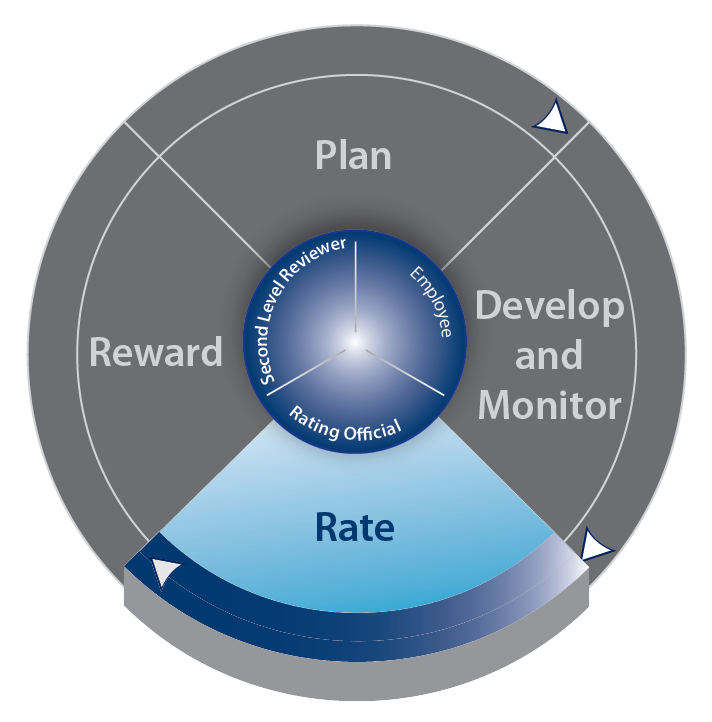 Plan
Second Level Reviewer
Employee
Rating Official
Reward
Develop
and
Monitor
Rate